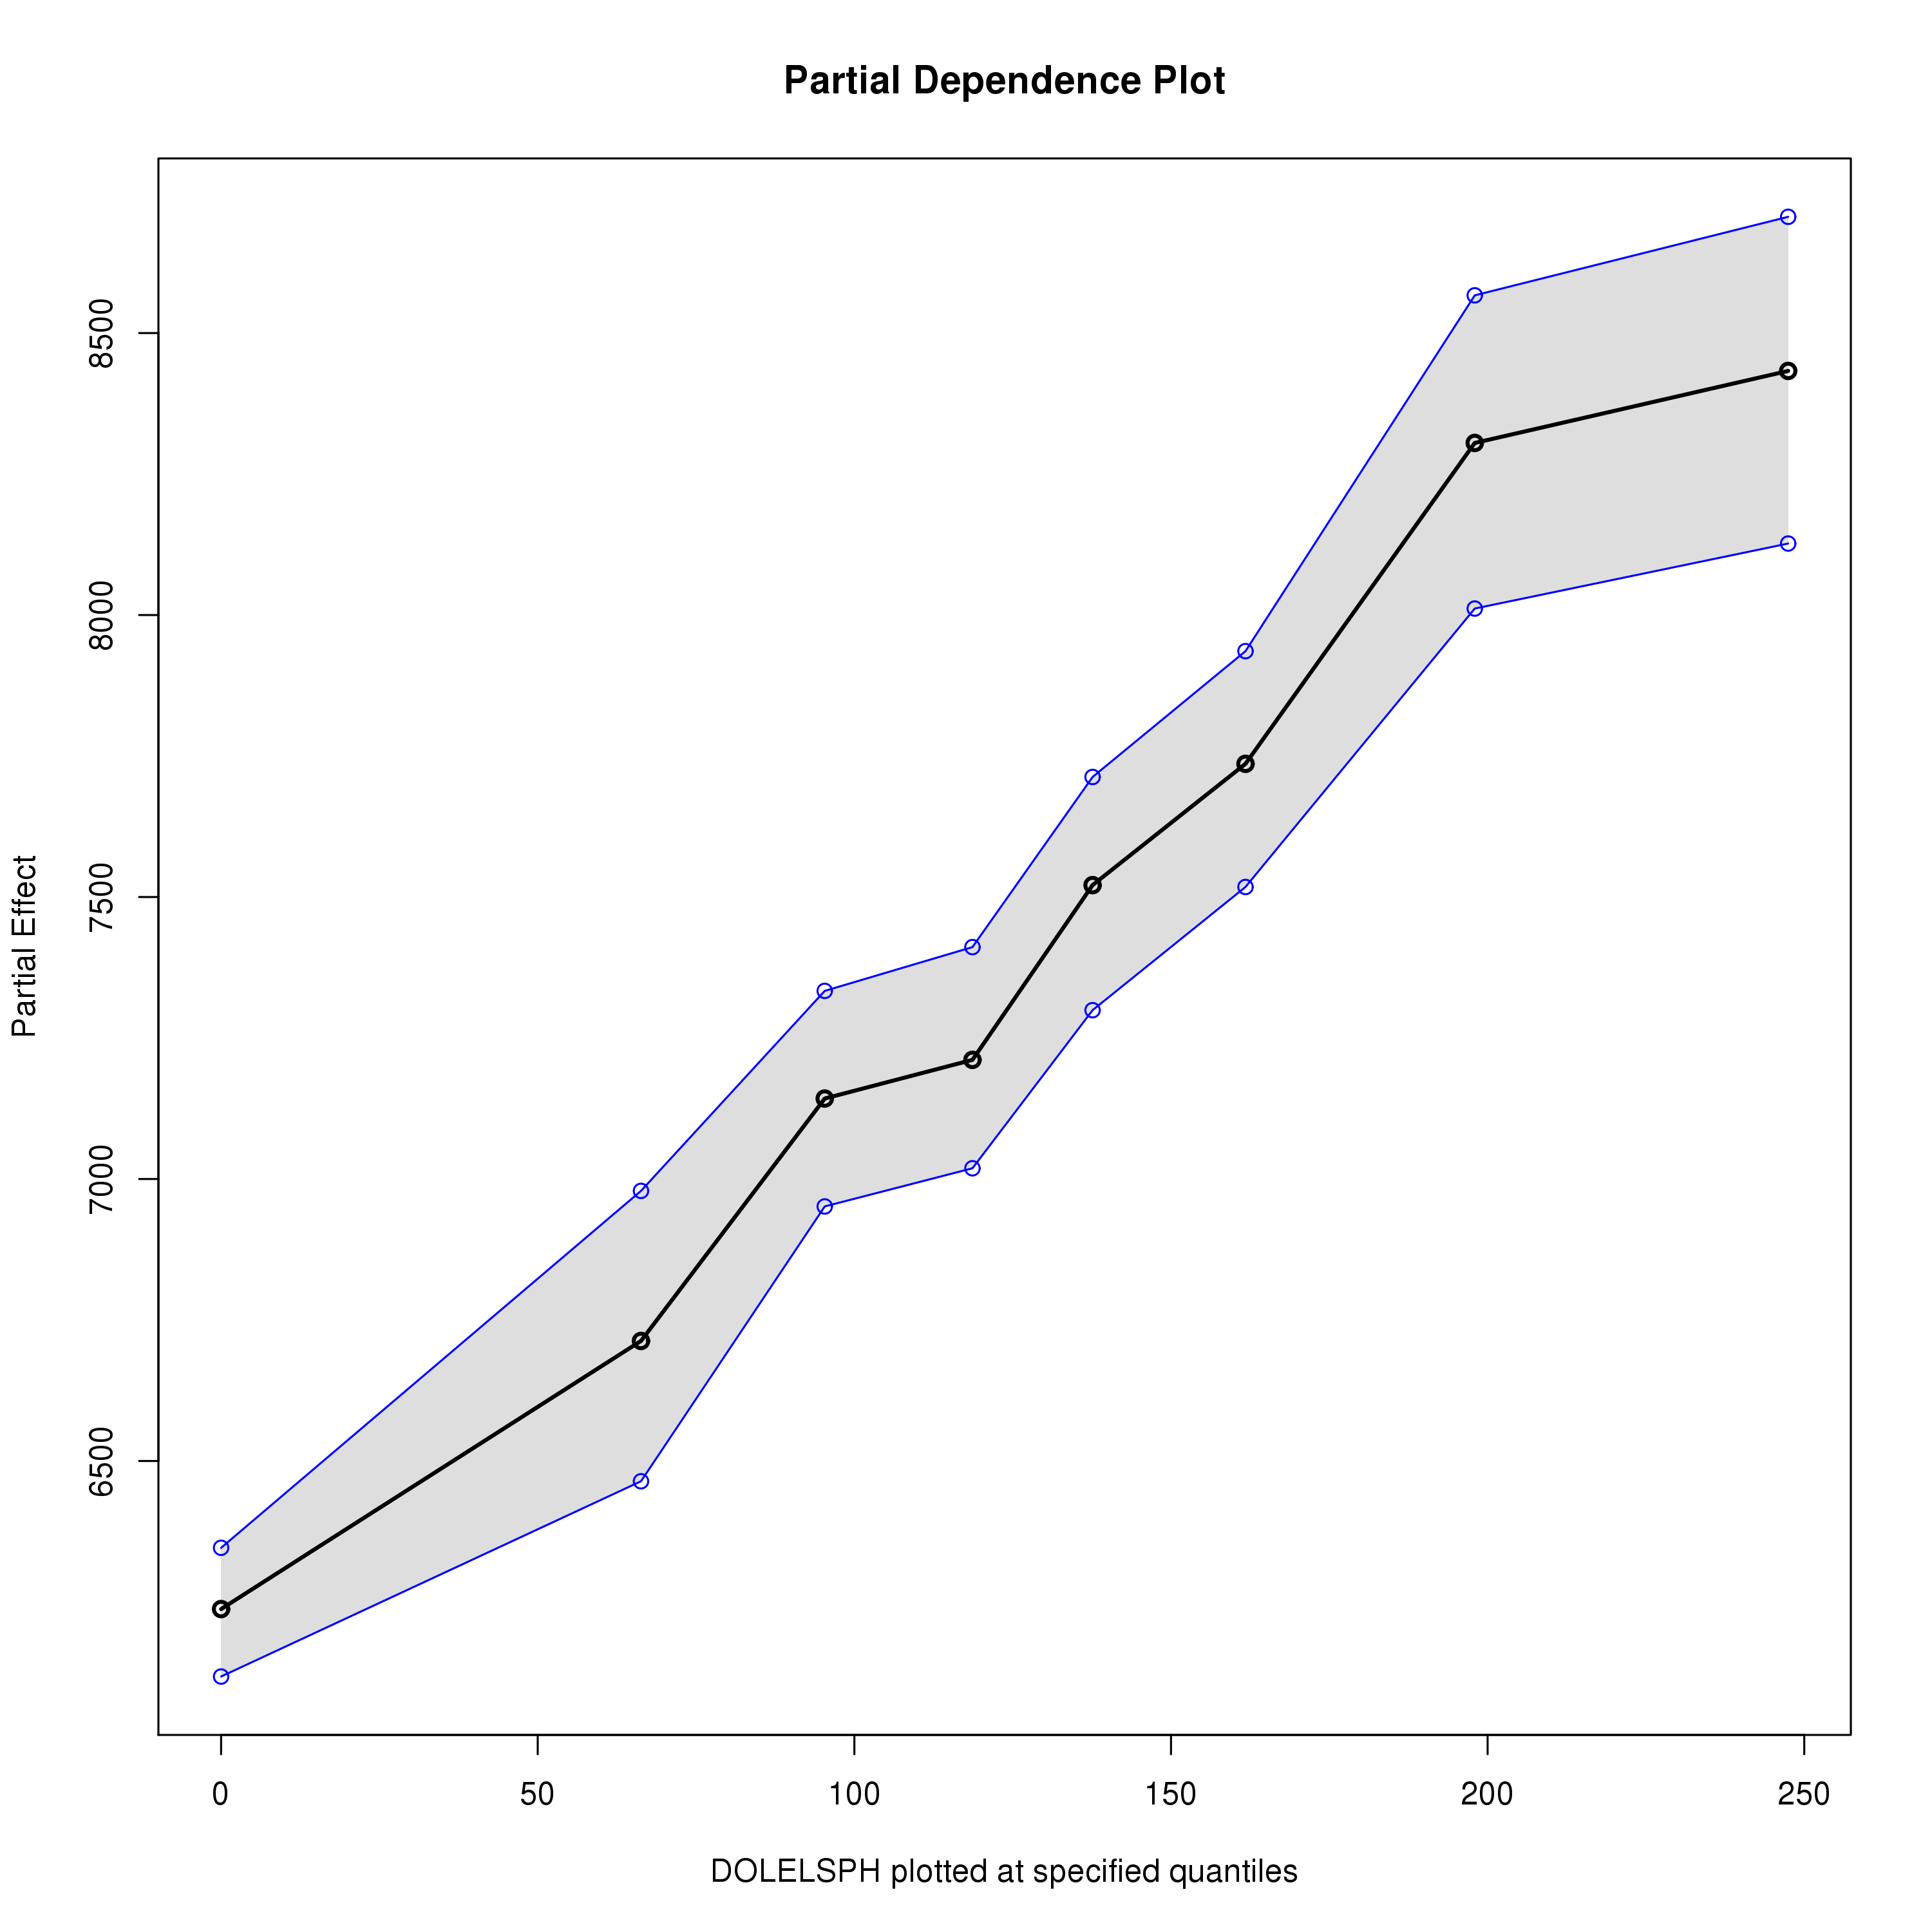 Partial Dependence Plot
Partial Effect
8500
8000
7500
7000
6500
0 50 100 150 200 250
DOLELSPH plotted at specified quantiles